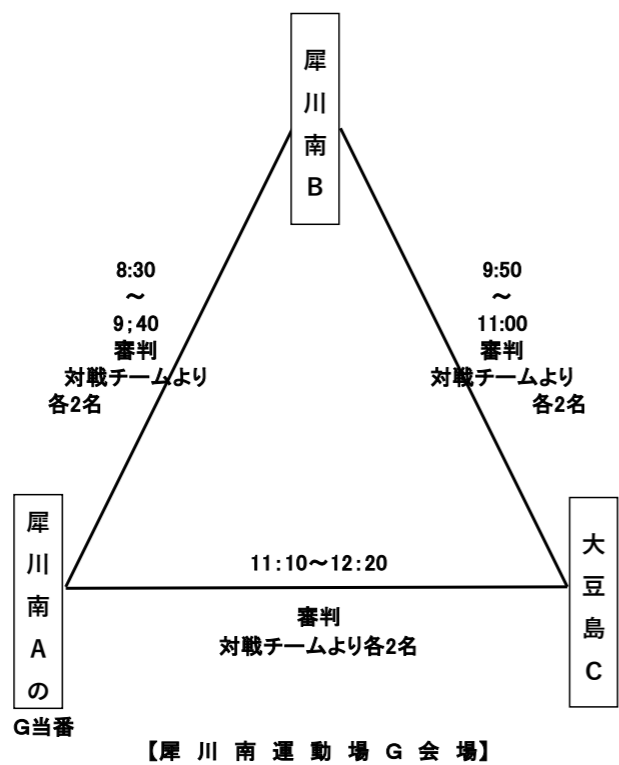 犀川南B
8:30
～
9；40
審判
対戦チームより
各2名
9:50
～
11:00
審判
対戦チームより
各2名
犀川南Aの
G当番
11：10～12：20
審判
対戦チームより各2名
大豆島C
【犀 川 南 運 動 場 G 会 場】